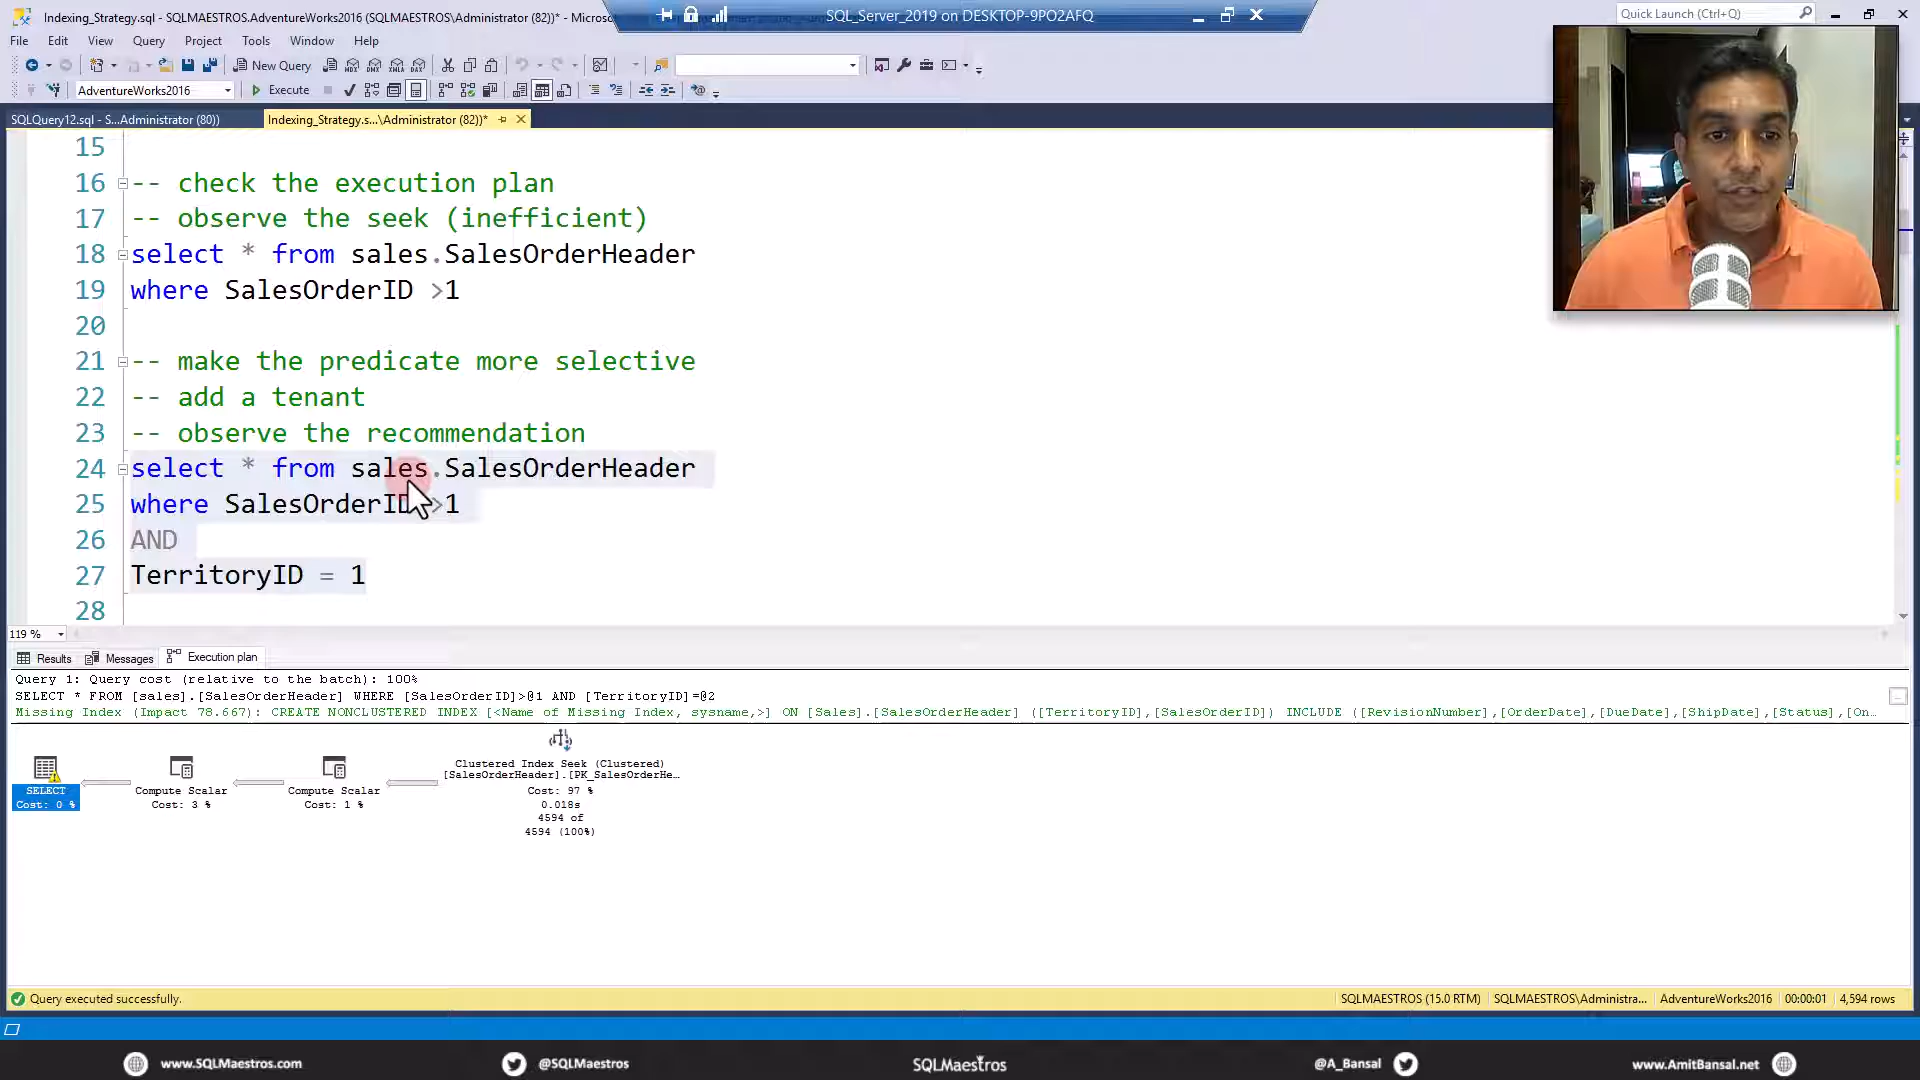 Indexing_Strategy.sql - SQLMAESTROS.AdventureWorks2016 (SQLMAESTROS\Administrator (82))* - Micros
SQL_Server_2019 on DESKTOP-9PO2AFQ
Quick Launch (Ctrl+Q)
File Edit View Query Project Tools Window Help
New Query
AdventureWorks2016
Execute
SQLQuery12.sql - S...Administrator (80))
Indexing_Strategy.s...\Administrator (82))*
15
16 -- check the execution plan
17 -- observe the seek (inefficient)
18 select * from sales.SalesOrderHeader
19 where SalesOrderID >1
20
21 -- make the predicate more selective
22 -- add a tenant
23 -- observe the recommendation
24 select * from sales.SalesOrderHeader
25 where SalesOrderID >1
26 AND
27 TerritoryID = 1
28
119 %
Results Messages Execution plan
Query 1: Query cost (relative to the batch): 100%
SELECT * FROM [sales].[SalesOrderHeader] WHERE [SalesOrderID]>@1 AND [TerritoryID]=@2
Missing Index (Impact 78.667): CREATE NONCLUSTERED INDEX [<Name of Missing Index, sysname,>] ON [Sales].[SalesOrderHeader] ([TerritoryID],[SalesOrderID]) INCLUDE ([RevisionNumber],[OrderDate],[DueDate],[ShipDate],[Status],[On...
SELECT
Cost: 0 %
Compute Scalar
Cost: 3 %
Compute Scalar
Cost: 1 %
Clustered Index Seek (Clustered)
[SalesOrderHeader].[PK_SalesOrderHe...
Cost: 97 %
0.018s
4594 of
4594 (100%)
Query executed successfully.
SQLMAESTROS (15.0 RTM) SQLMAESTROS\Administra... AdventureWorks2016 00:00:01 4,594 rows
www.SQLMaestros.com
@SQLMaestros
SQLMaestros
@A_Bansal
www.AmitBansal.net